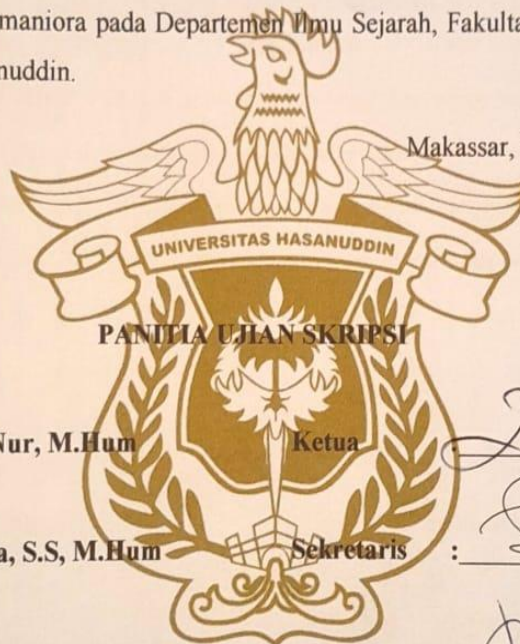 maniora pada Departemen Ilmu Sejarah, Fakulta
nuddin.
Makassar,
UNIVERSITAS HASANUDDIN
PANITIA UJIAN SKRIPSI
Nur, M.Hum Ketua
a, S.S, M.Hum Sekretaris :